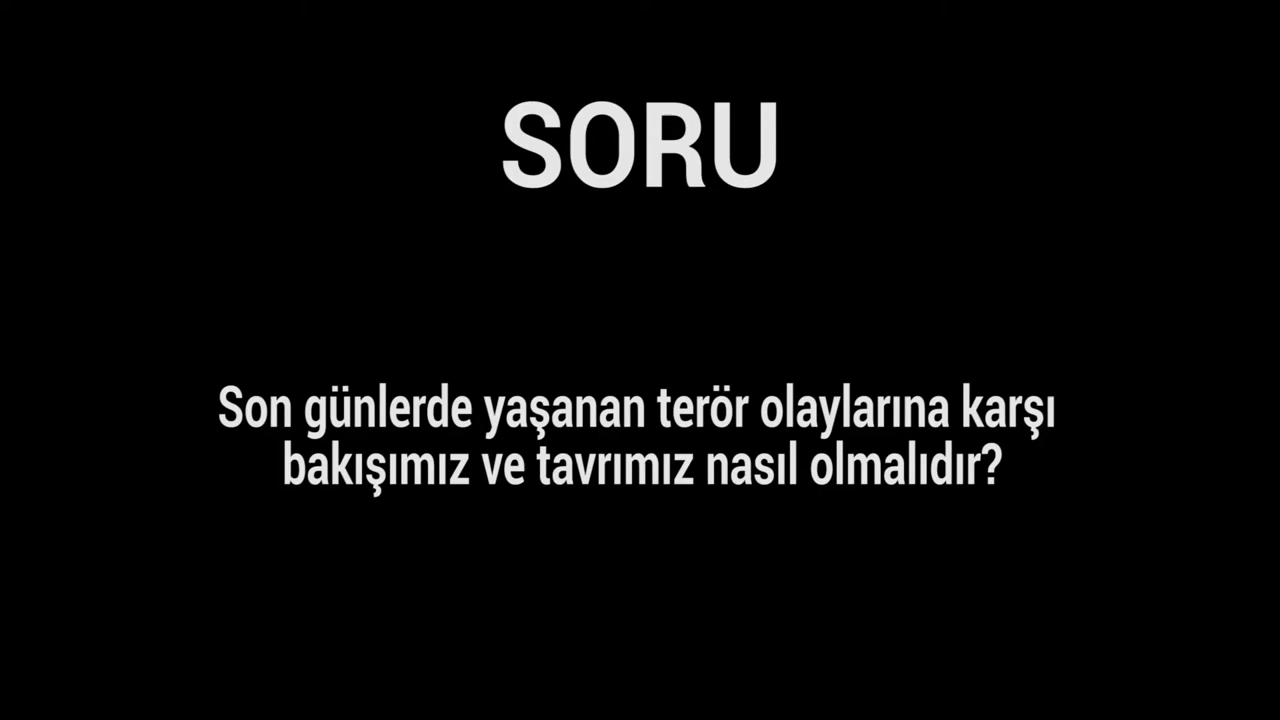 SORU
Son günlerde yaşanan terör olaylarına karşı
bakışımız ve tavrımız nasıl olmalıdır?